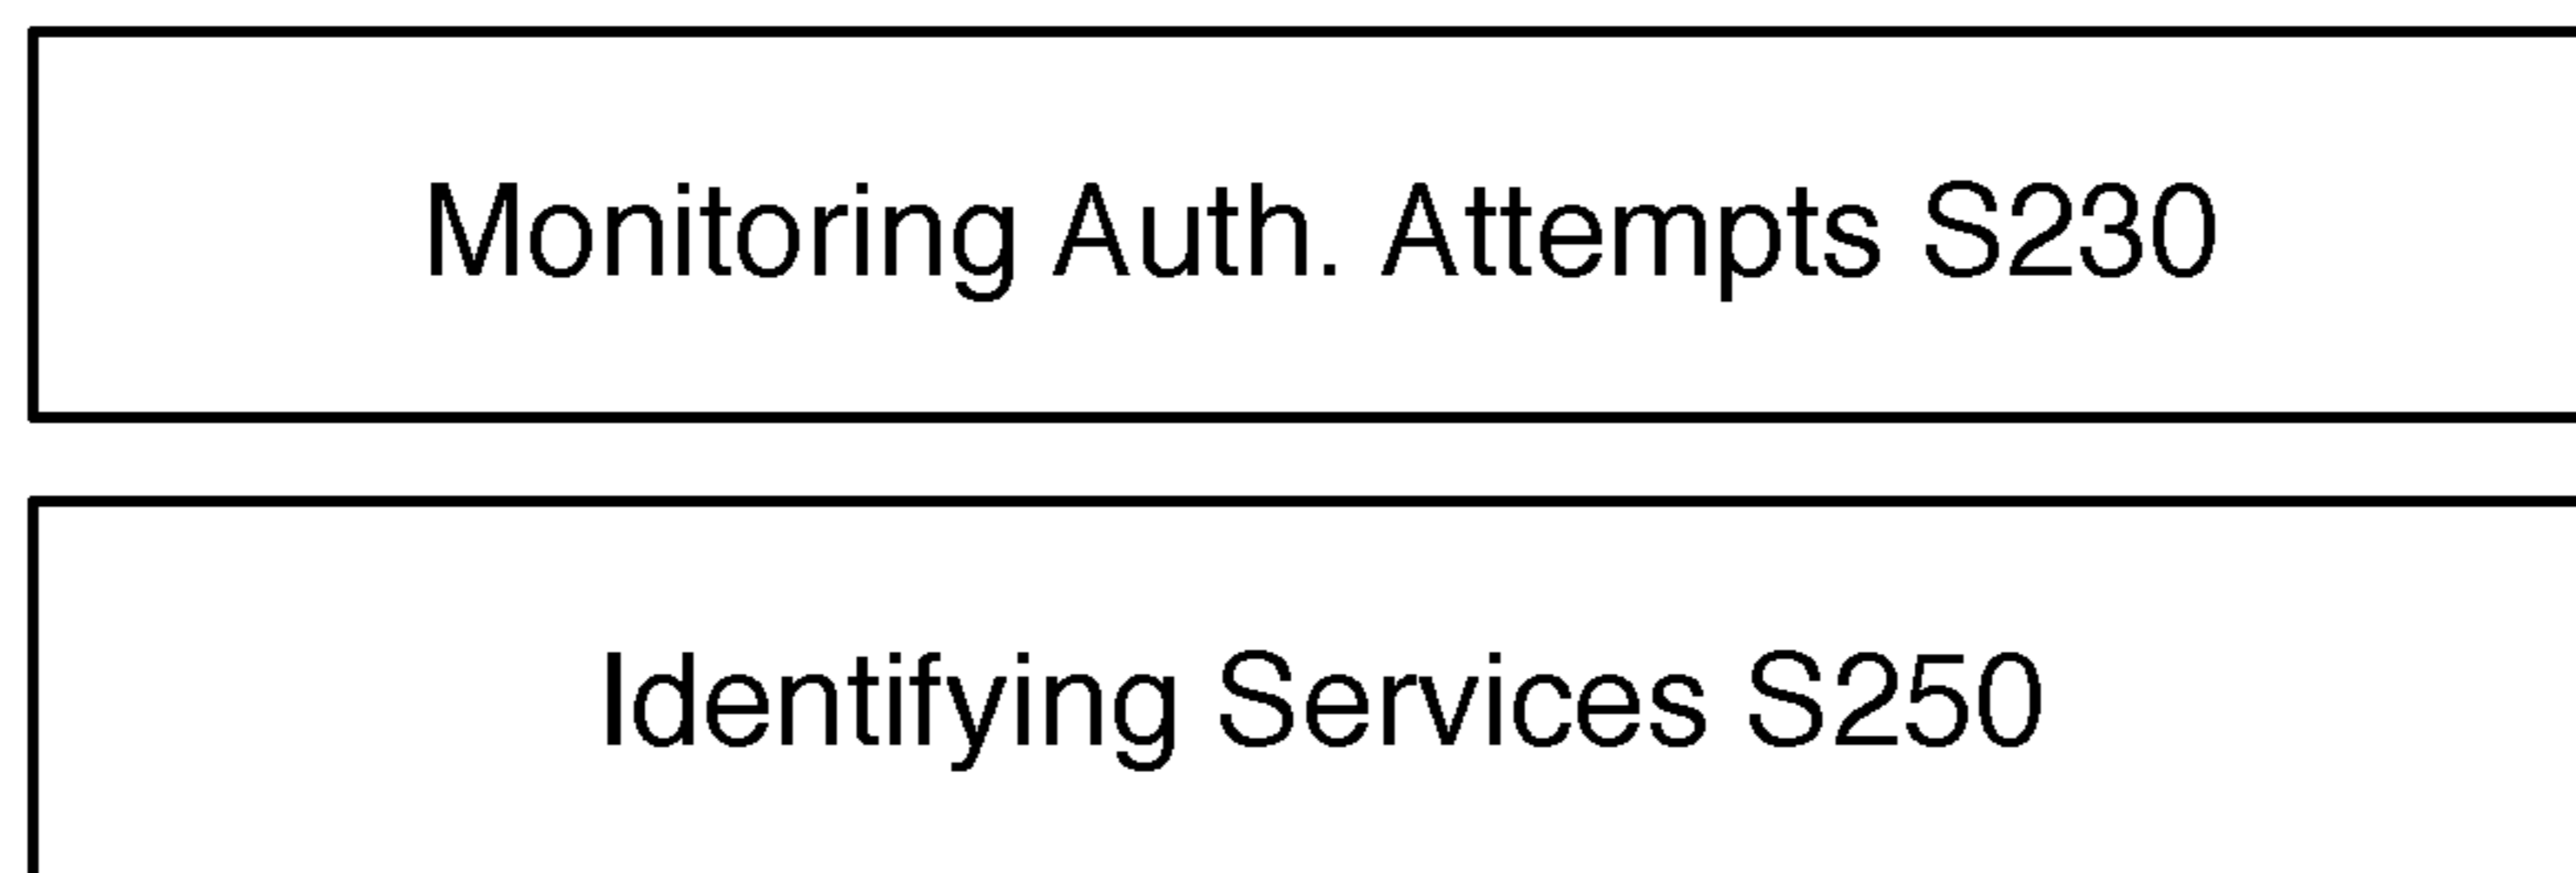 Monitoring Auth. Attempts S230
Identifying Services S250